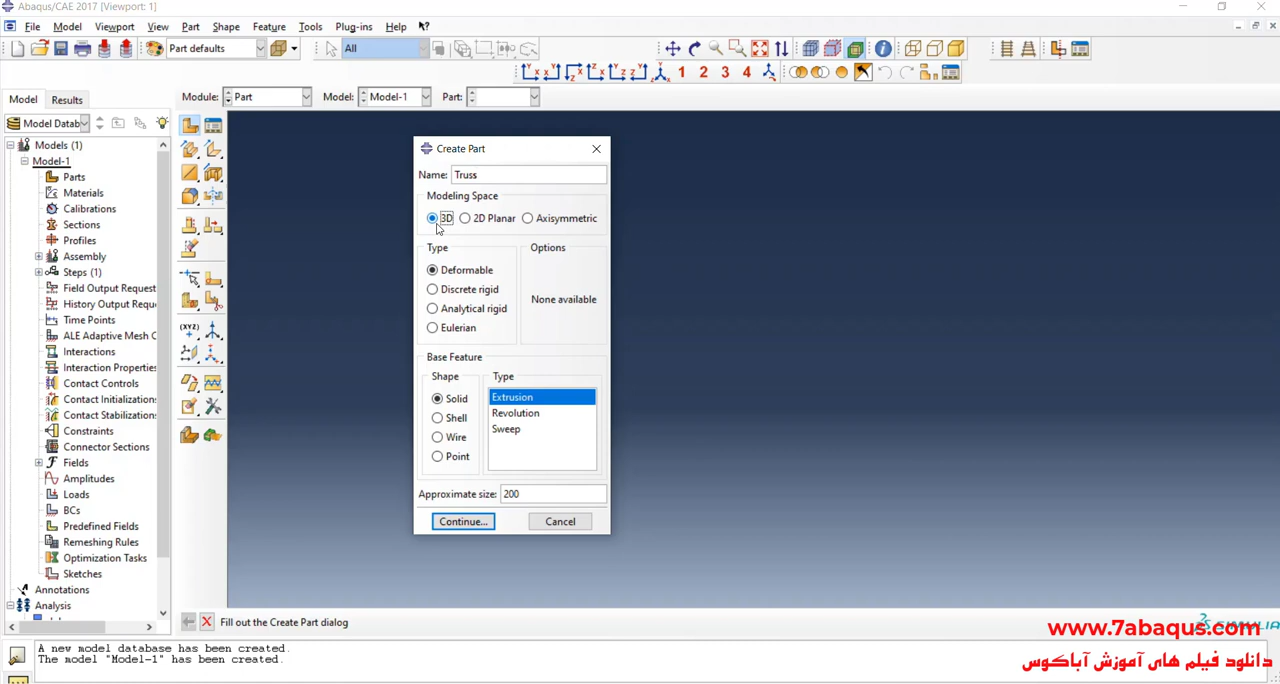 Abaqus/CAE 2017 [Viewport: 1]
File Model Viewport View Part Shape Feature Tools Plug-ins Help
Part defaults All
1 2 3 4
Model Results
Module: Part Model: Model-1 Part:
Model Datab
Models (1)
Model-1
Parts
Materials
Calibrations
Sections
Profiles
Assembly
Steps (1)
Field Output Request
History Output Reque
Time Points
ALE Adaptive Mesh C
Interactions
Interaction Properties
Contact Controls
Contact Initializations
Contact Stabilizations
Constraints
Connector Sections
Fields
Amplitudes
Loads
BCs
Predefined Fields
Remeshing Rules
Optimization Tasks
Sketches
Annotations
Analysis
(XYZ)
Create Part
Name: Truss
Modeling Space
3D 2D Planar Axisymmetric
Type
Deformable
Discrete rigid
Analytical rigid
Eulerian
Options
None available
Base Feature
Shape
Solid
Shell
Wire
Point
Type
Extrusion
Revolution
Sweep
Approximate size: 200
Continue... Cancel
Fill out the Create Part dialog
SIMULIA
A new model database has been created.
The model "Model-1" has been created.
www.7abaqus.com
دانلود فیلم های آموزش آباکوس